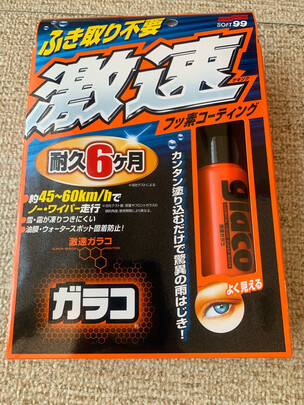 ふき取り不要
SOFT99
激速
フッ素コーティング
耐久6ヶ月
約45~60km/hで
ノー・ワイパー走行
雪・霜が凍りつきにくい
油膜・ウォータースポット固着防止!
カンタン塗り込むだけで驚異の雨はじき!
glaco
激速ガラコ
ガラコ
よく見える